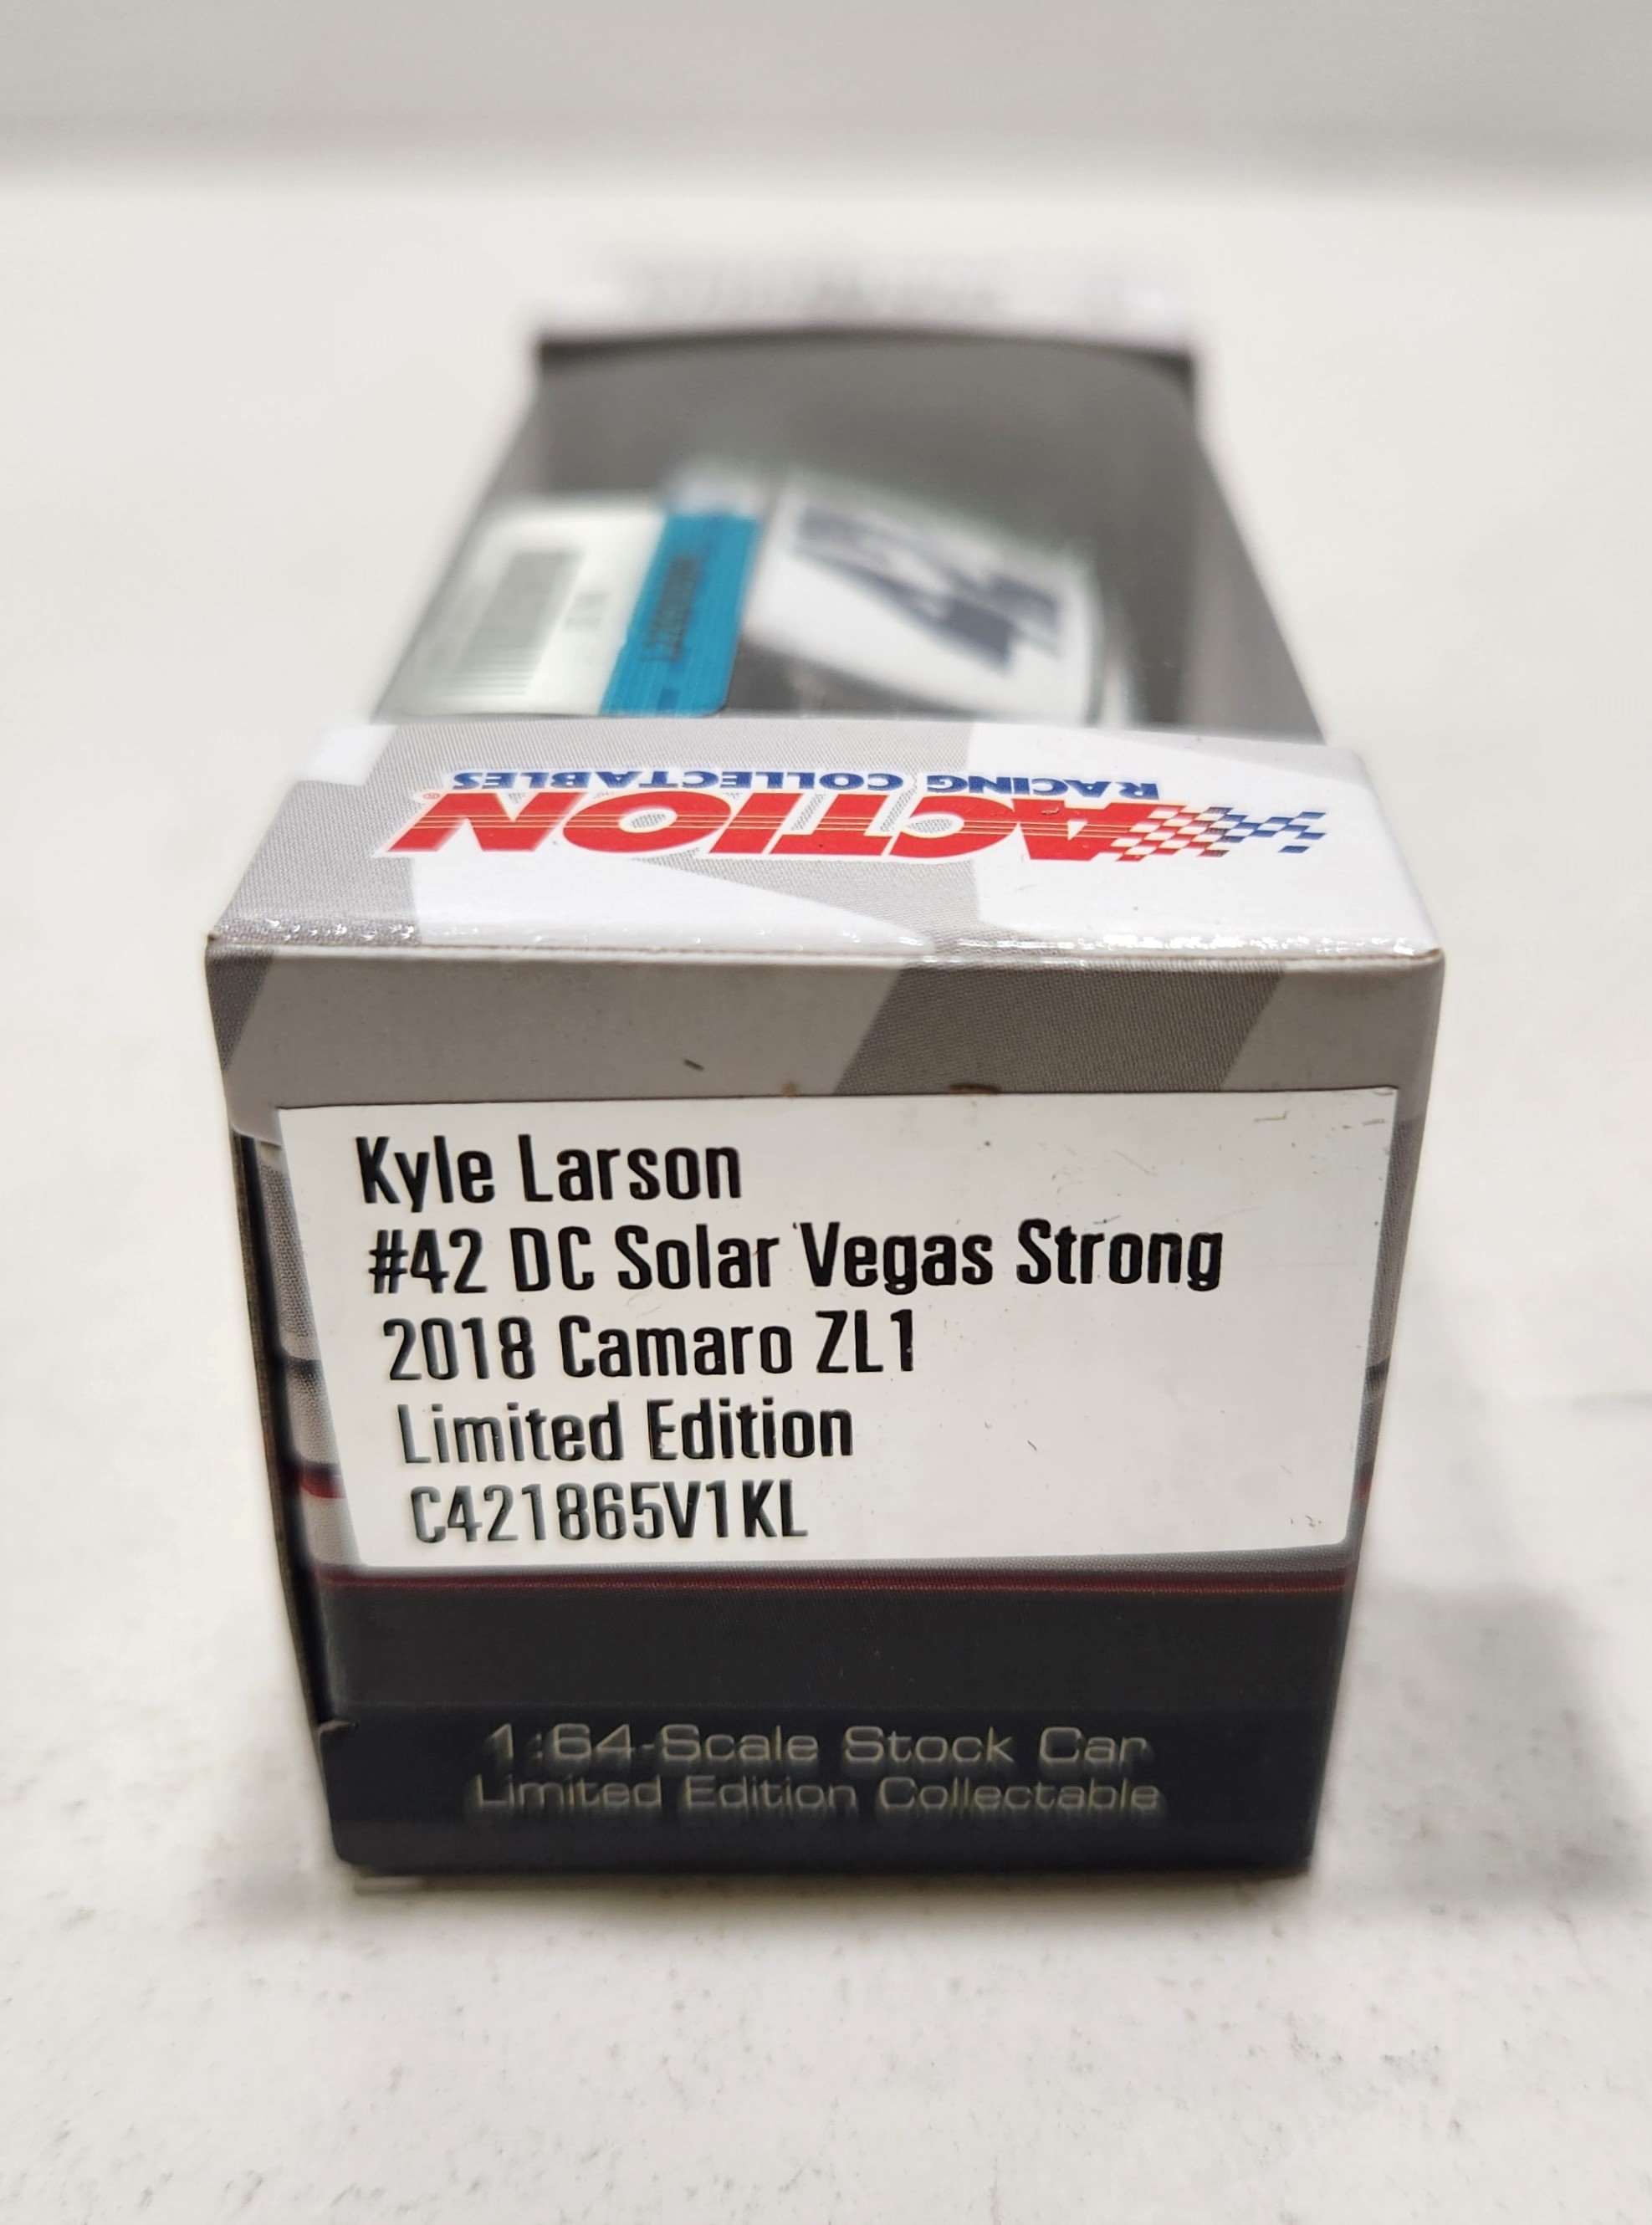 RACING COLLECTABLES
ACTION®
Kyle Larson
#42 DC Solar Vegas Strong
2018 Camaro ZL1
Limited Edition
C421865V1KL
1:64-Scale Stock Car
Limited Edition Collectable